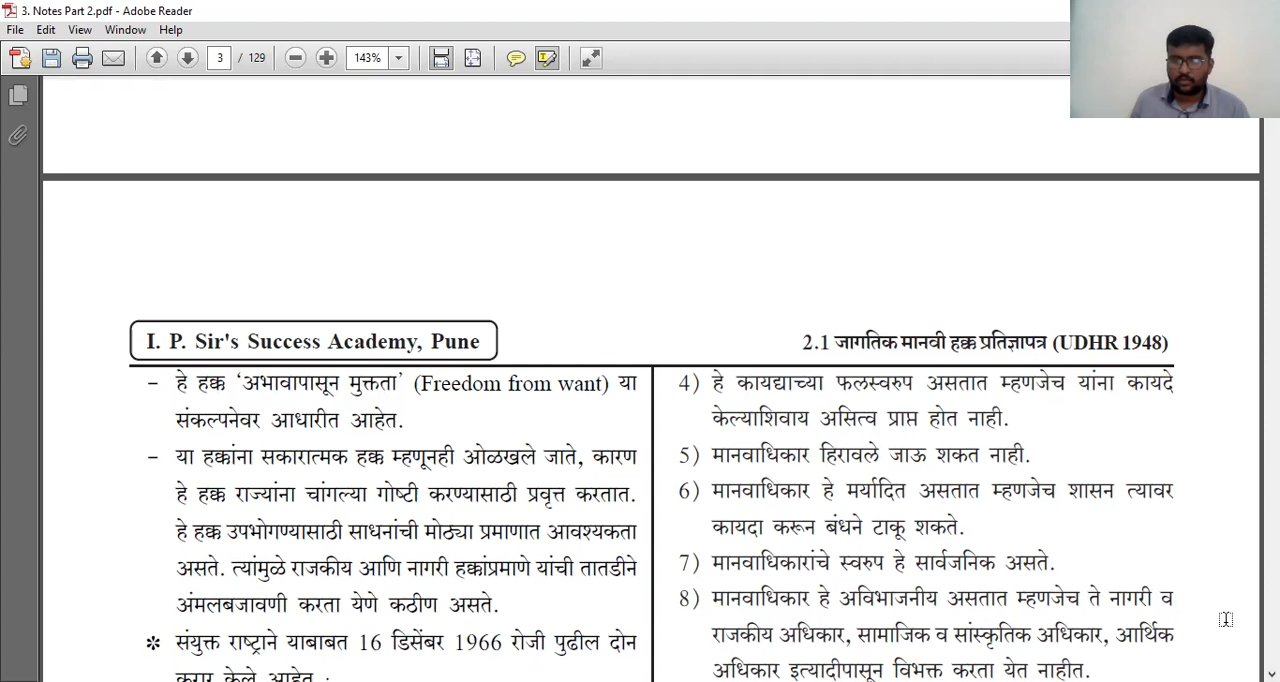 3. Notes Part 2.pdf - Adobe Reader
File Edit View Window Help
3 / 129 143%
I. P. Sir's Success Academy, Pune
2.1 जागतिक मानवी हक्क प्रतिज्ञापत्र (UDHR 1948)
– हे हक्क ‘अभावापासून मुक्तता’ (Freedom from want) या
संकल्पनेवर आधारीत आहेत.
– या हक्कांना सकारात्मक हक्क म्हणूनही ओळखले जाते, कारण
हे हक्क राज्यांना चांगल्या गोष्टी करण्यासाठी प्रवृत्त करतात.
हे हक्क उपभोगण्यासाठी साधनांची मोठ्या प्रमाणात आवश्यकता
असते. त्यांमुळे राजकीय आणि नागरी हक्कांप्रमाणे यांची तातडीने
अंमलबजावणी करता येणे कठीण असते.
* संयुक्त राष्ट्राने याबाबत 16 डिसेंबर 1966 रोजी पुढील दोन
करार केले आहेत :
4) हे कायद्याच्या फलस्वरुप असतात म्हणजेच यांना कायदे
केल्याशिवाय असित्व प्राप्त होत नाही.
5) मानवाधिकार हिरावले जाऊ शकत नाही.
6) मानवाधिकार हे मर्यादित असतात म्हणजेच शासन त्यावर
कायदा करून बंधने टाकू शकते.
7) मानवाधिकारांचे स्वरुप हे सार्वजनिक असते.
8) मानवाधिकार हे अविभाजनीय असतात म्हणजेच ते नागरी व
राजकीय अधिकार, सामाजिक व सांस्कृतिक अधिकार, आर्थिक
अधिकार इत्यादीपासून विभक्त करता येत नाहीत.